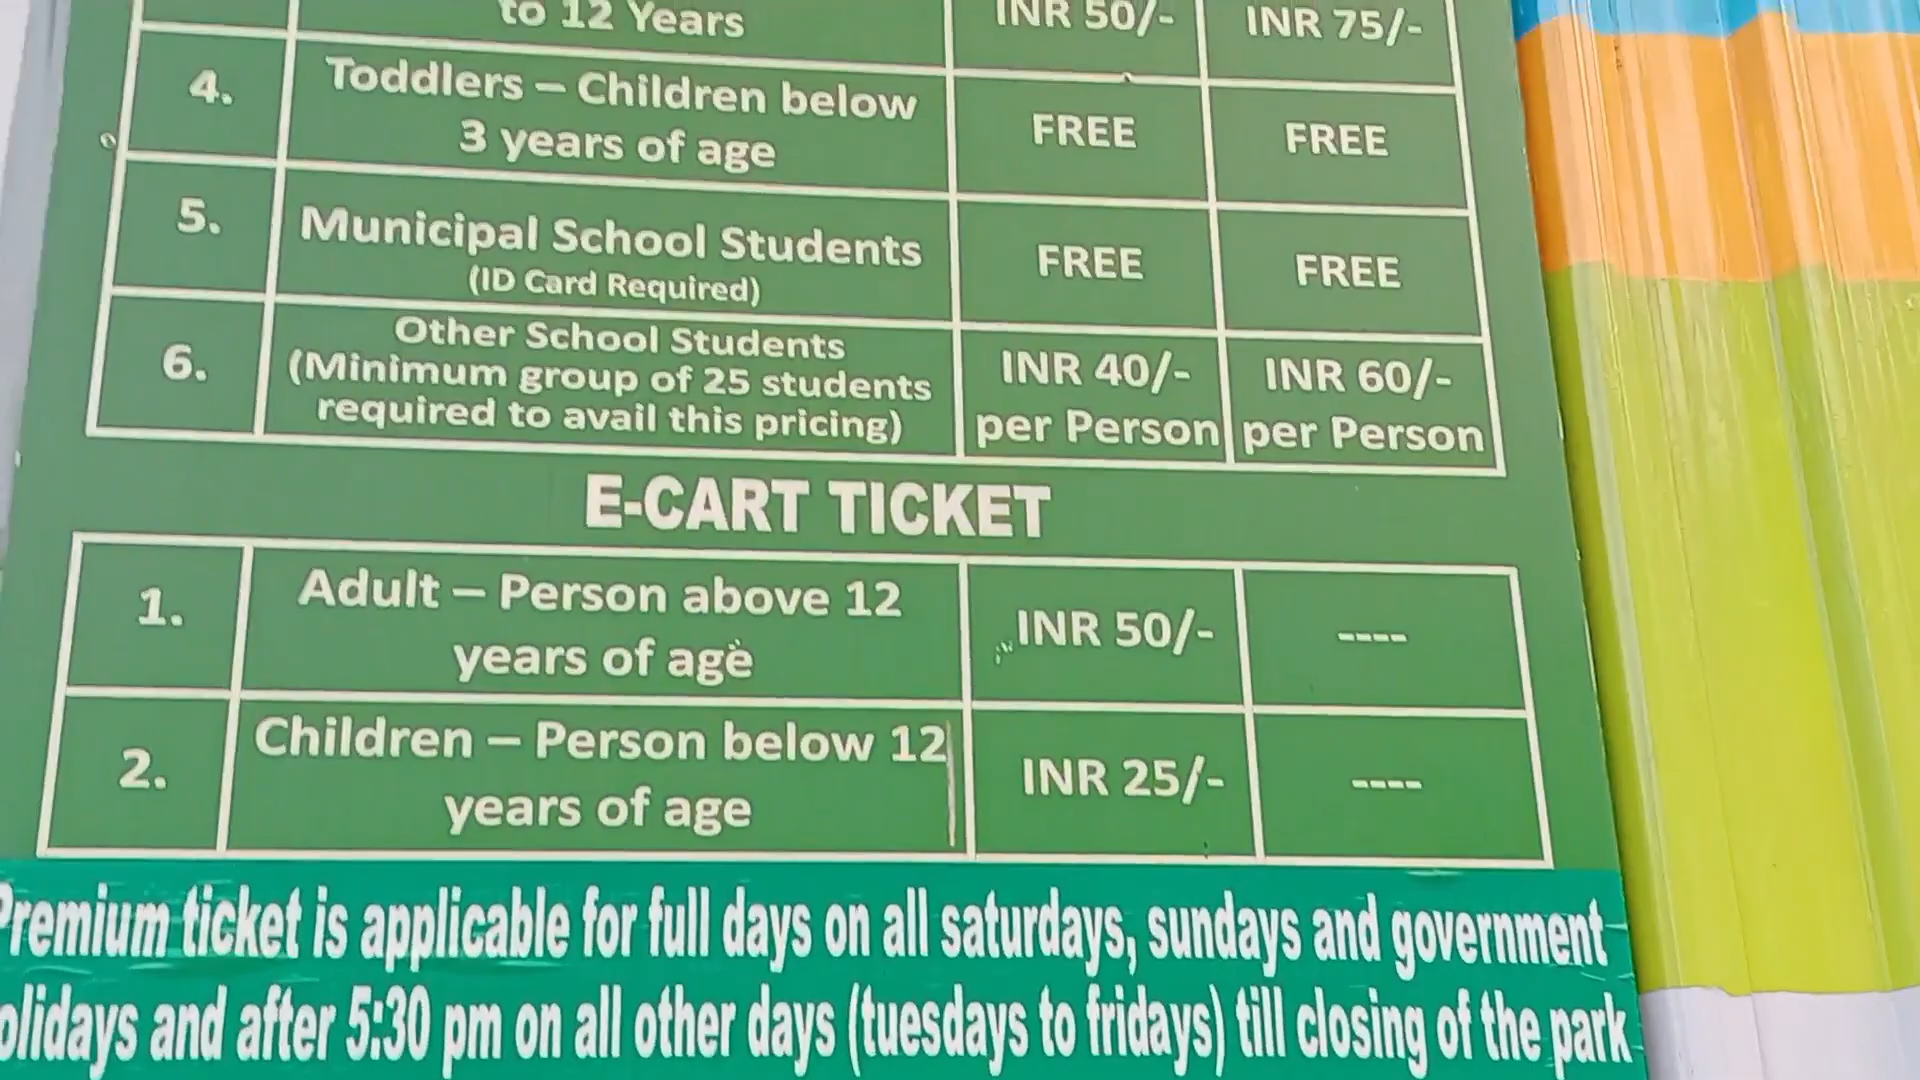 to 12 Years
INR 50/-
INR 75/-
4.
Toddlers – Children below
3 years of age
FREE
FREE
5.
Municipal School Students
(ID Card Required)
FREE
FREE
6.
Other School Students
(Minimum group of 25 students
required to avail this pricing)
INR 40/-
per Person
INR 60/-
per Person
E-CART TICKET
1.
Adult – Person above 12
years of age
INR 50/-
----
2.
Children – Person below 12
years of age
INR 25/-
----
Premium ticket is applicable for full days on all saturdays, sundays and government
olidays and after 5:30 pm on all other days (tuesdays to fridays) till closing of the park